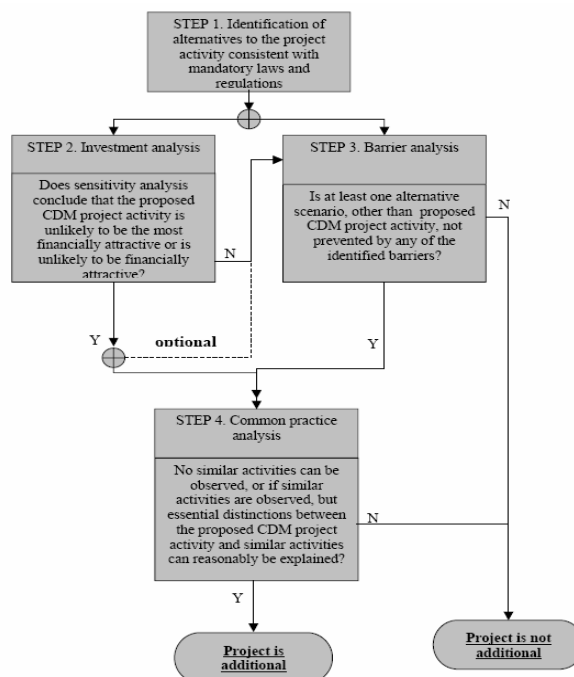 STEP 1. Identification of
alternatives to the project
activity consistent with
mandatory laws and
regulations
STEP 2. Investment analysis
Does sensitivity analysis
conclude that the proposed
CDM project activity is
unlikely to be the most
financially attractive or is
unlikely to be financially
attractive?
N
Y
optional
STEP 3. Barrier analysis
Is at least one alternative
scenario, other than proposed
CDM project activity, not
prevented by any of the
identified barriers?
N
Y
STEP 4. Common practice
analysis
No similar activities can be
observed, or if similar
activities are observed, but
essential distinctions between
the proposed CDM project
activity and similar activities
can reasonably be explained?
N
Y
Project is
additional
Project is not
additional